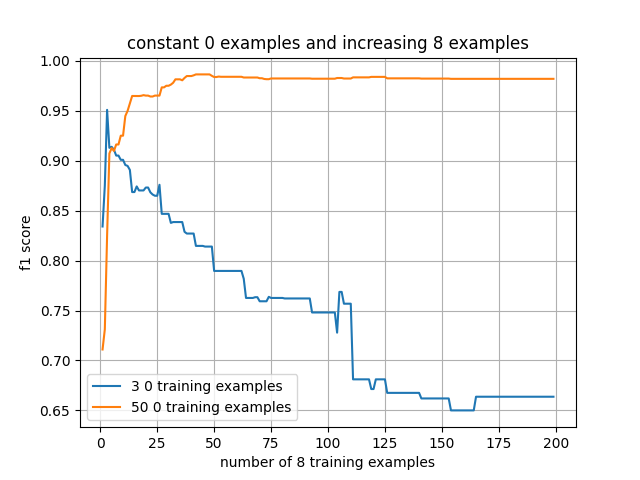 constant 0 examples and increasing 8 examples
1.00
0.95
0.90
0.85
0.80
0.75
0.70
0.65
f1 score
3 0 training examples
50 0 training examples
0 25 50 75 100 125 150 175 200
number of 8 training examples